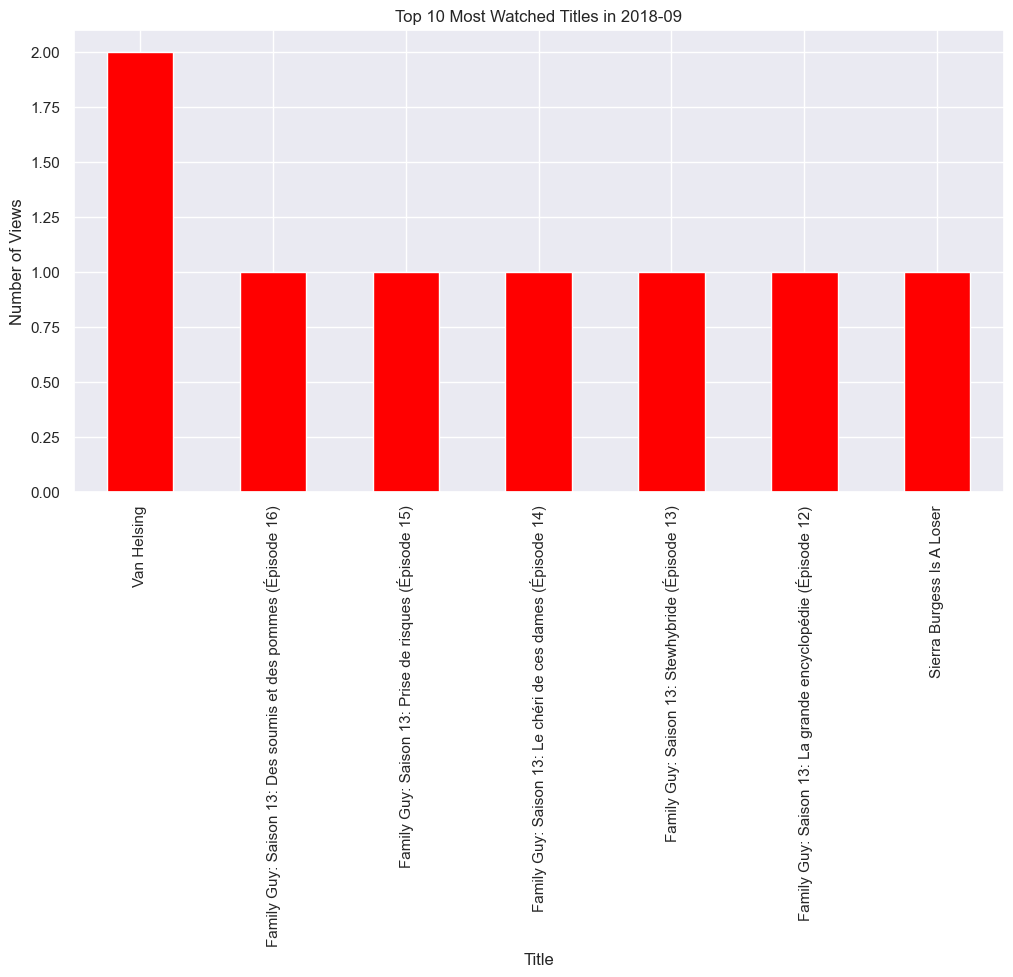 Top 10 Most Watched Titles in 2018-09
Number of Views
2.00
1.75
1.50
1.25
1.00
0.75
0.50
0.25
0.00
Van Helsing
Family Guy: Saison 13: Des soumis et des pommes (Épisode 16)
Family Guy: Saison 13: Prise de risques (Épisode 15)
Family Guy: Saison 13: Le chéri de ces dames (Épisode 14)
Family Guy: Saison 13: Stewhybride (Épisode 13)
Family Guy: Saison 13: La grande encyclopédie (Épisode 12)
Sierra Burgess Is A Loser
Title